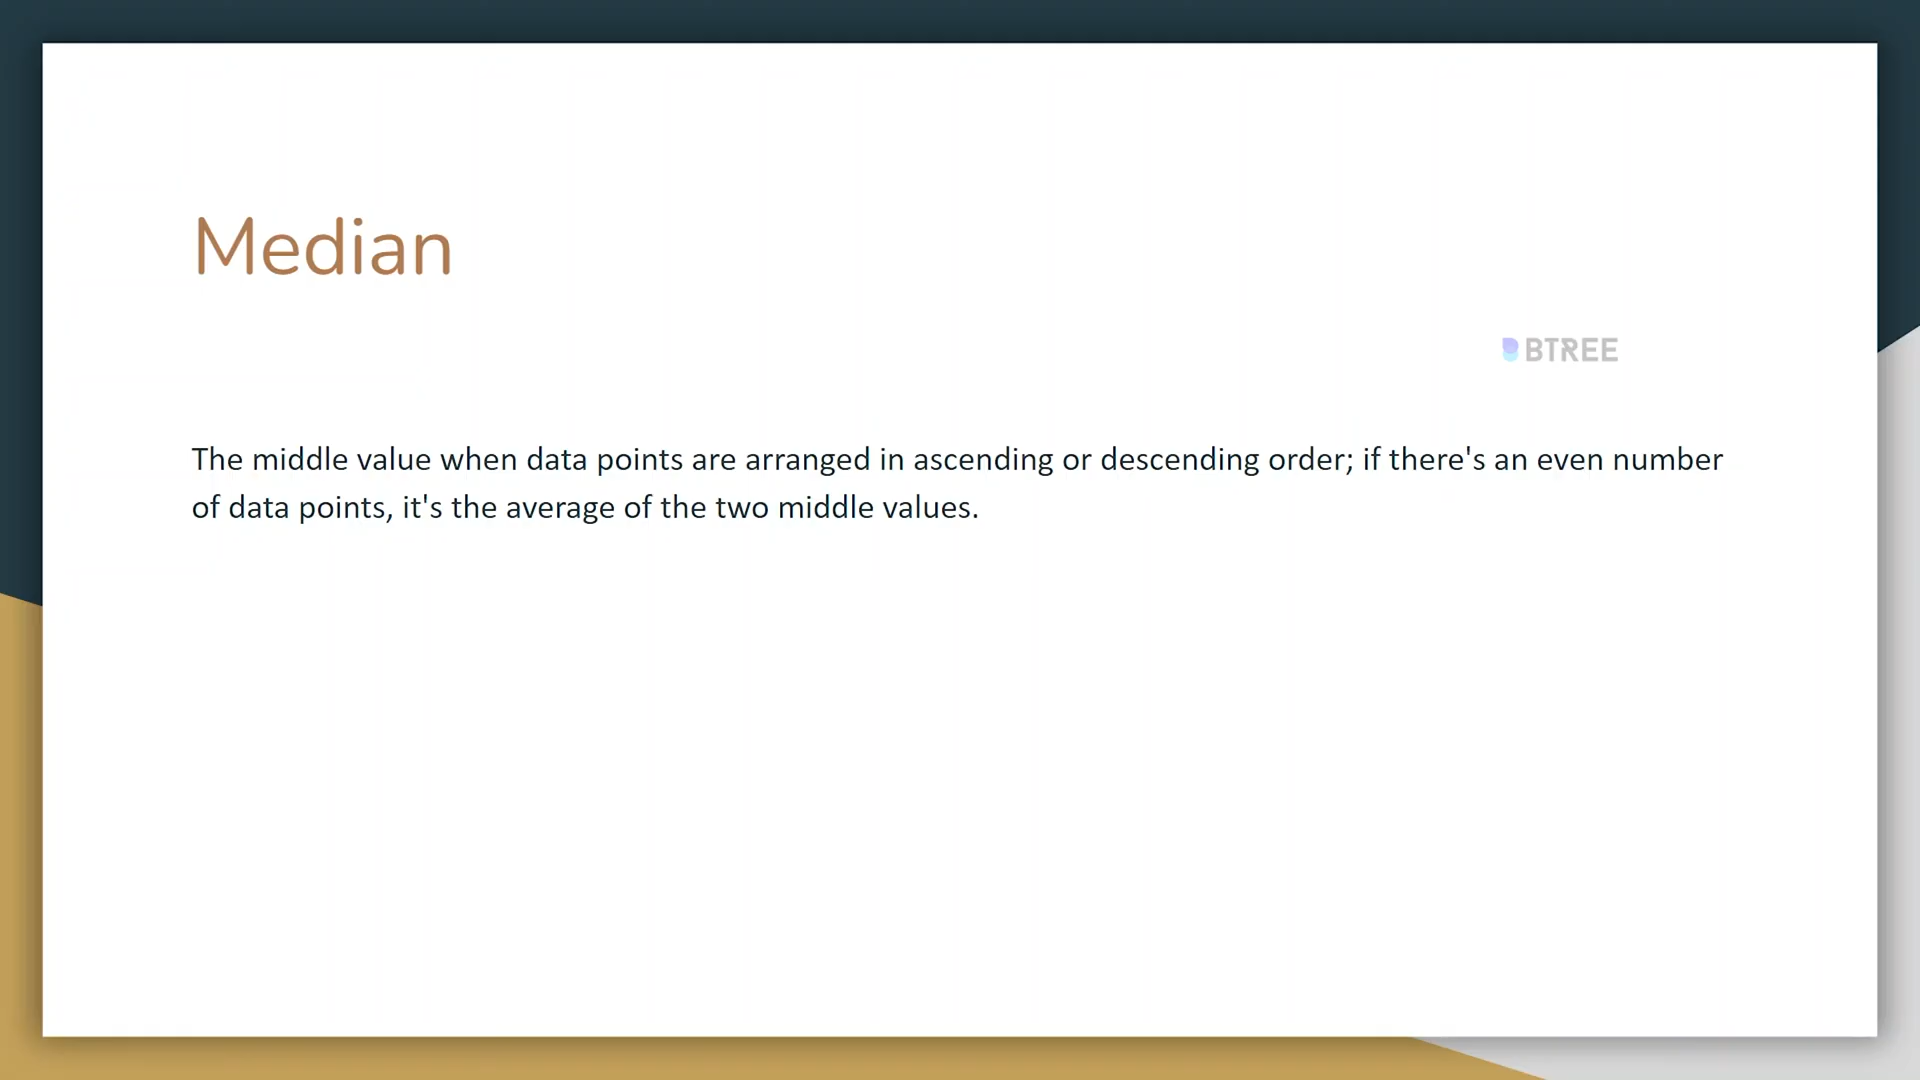 Median
BTREE
The middle value when data points are arranged in ascending or descending order; if there's an even number
of data points, it's the average of the two middle values.